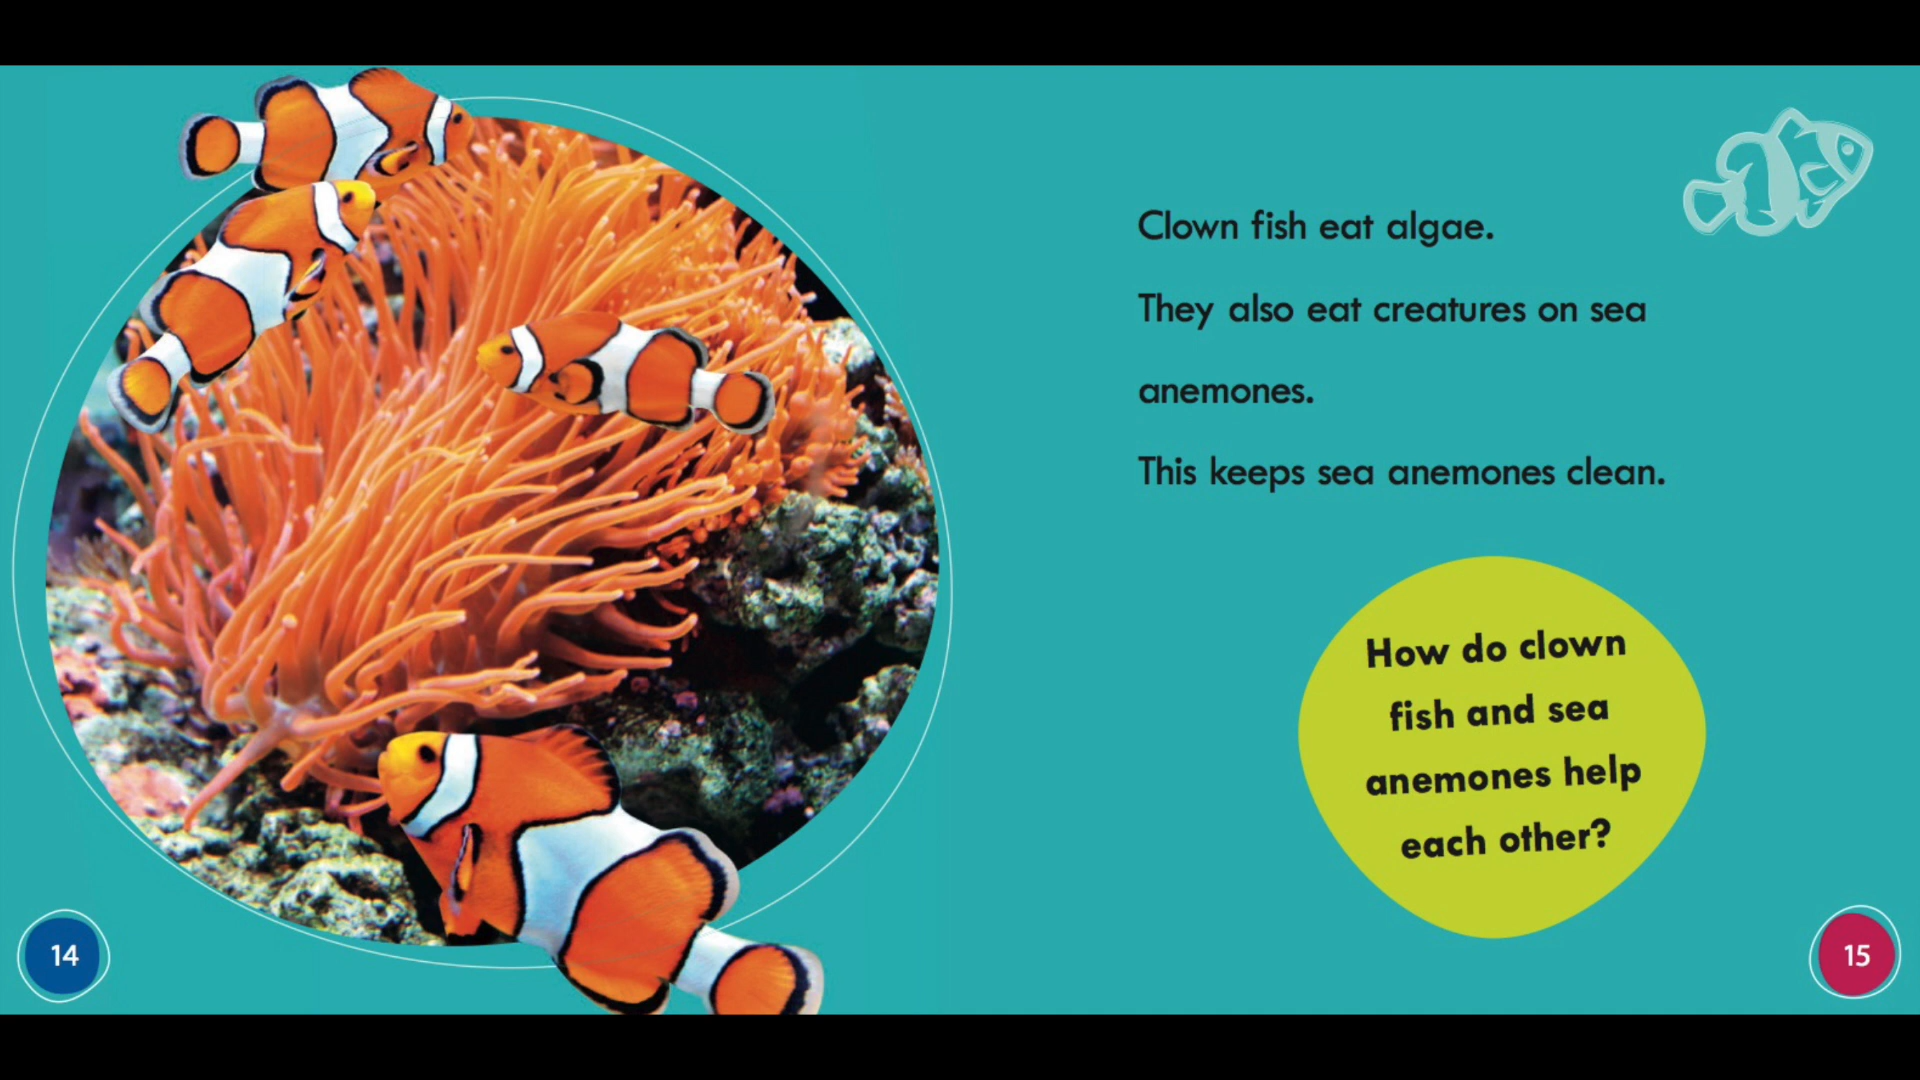 Clown fish eat algae.
They also eat creatures on sea
anemones.
This keeps sea anemones clean.
How do clown
fish and sea
anemones help
each other?
14
15